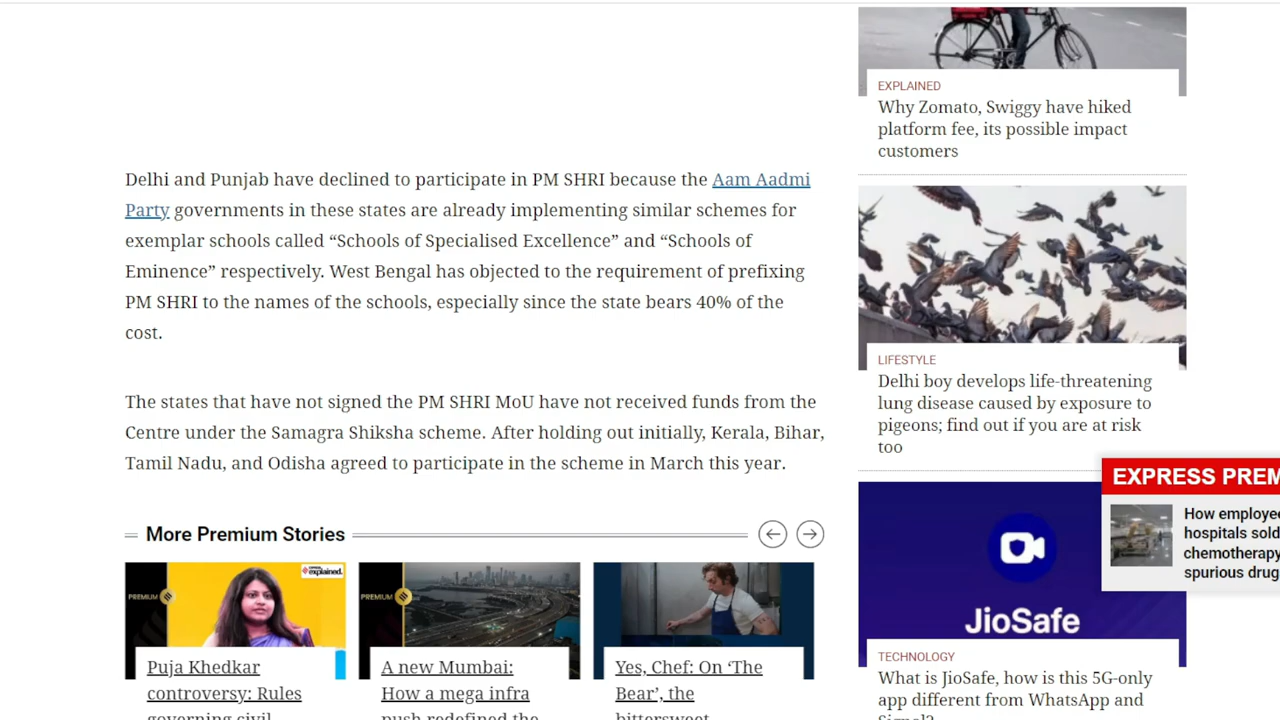 Delhi and Punjab have declined to participate in PM SHRI because the Aam Aadmi
Party governments in these states are already implementing similar schemes for
exemplar schools called “Schools of Specialised Excellence” and “Schools of
Eminence” respectively. West Bengal has objected to the requirement of prefixing
PM SHRI to the names of the schools, especially since the state bears 40% of the
cost.
The states that have not signed the PM SHRI MoU have not received funds from the
Centre under the Samagra Shiksha scheme. After holding out initially, Kerala, Bihar,
Tamil Nadu, and Odisha agreed to participate in the scheme in March this year.
More Premium Stories
explained.
PREMIUM
Puja Khedkar
controversy: Rules
governing civil
PREMIUM
A new Mumbai:
How a mega infra
push redefined the
Yes, Chef: On ‘The
Bear’, the
bittersweet
EXPLAINED
Why Zomato, Swiggy have hiked
platform fee, its possible impact
customers
LIFESTYLE
Delhi boy develops life-threatening
lung disease caused by exposure to
pigeons; find out if you are at risk
too
JioSafe
TECHNOLOGY
What is JioSafe, how is this 5G-only
app different from WhatsApp and
Signal?
EXPRESS PREM
How employe
hospitals sold
chemotherapy
spurious drug